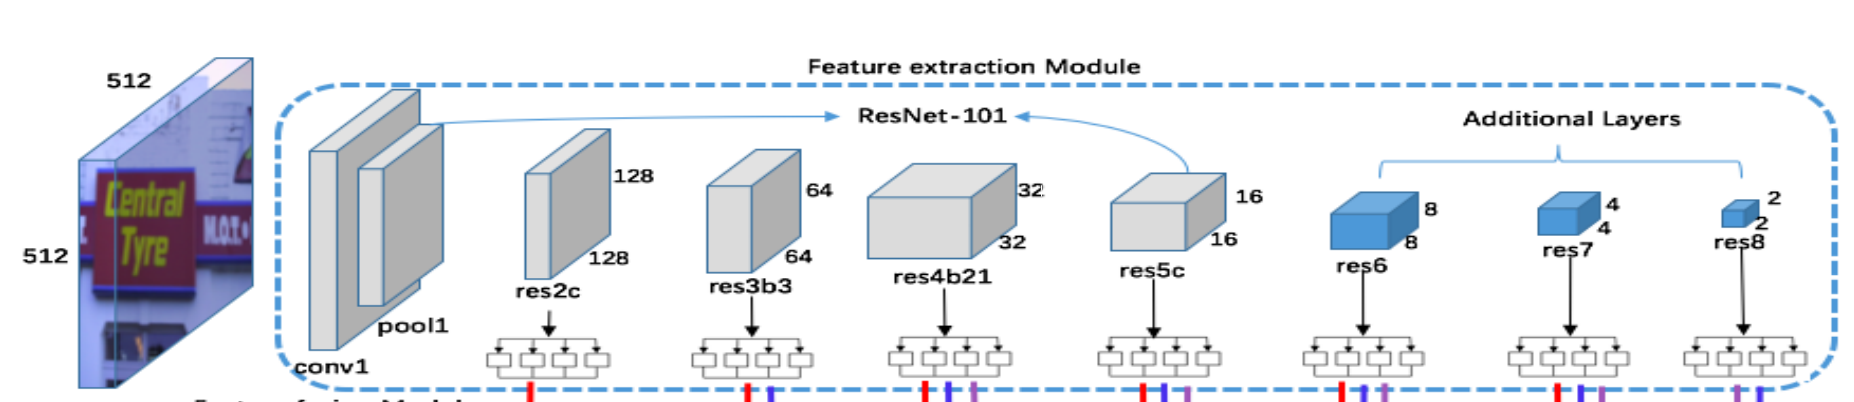 Feature extraction Module
512
512
Central
Tyre
M.O.T.
ResNet-101
Additional Layers
conv1
pool1
128
128
res2c
64
64
res3b3
32
32
res4b21
16
16
res5c
8
8
res6
4
4
res7
2
2
res8